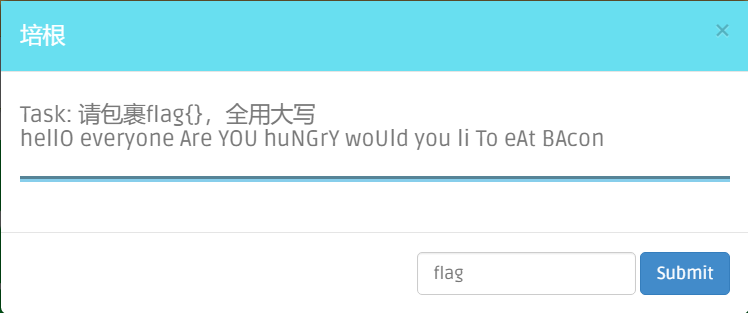 培根
×
Task: 请包裹flag{}，全用大写
hellO everyone Are YOU huNGrY woUld you li To eAt BAcon
flag
Submit